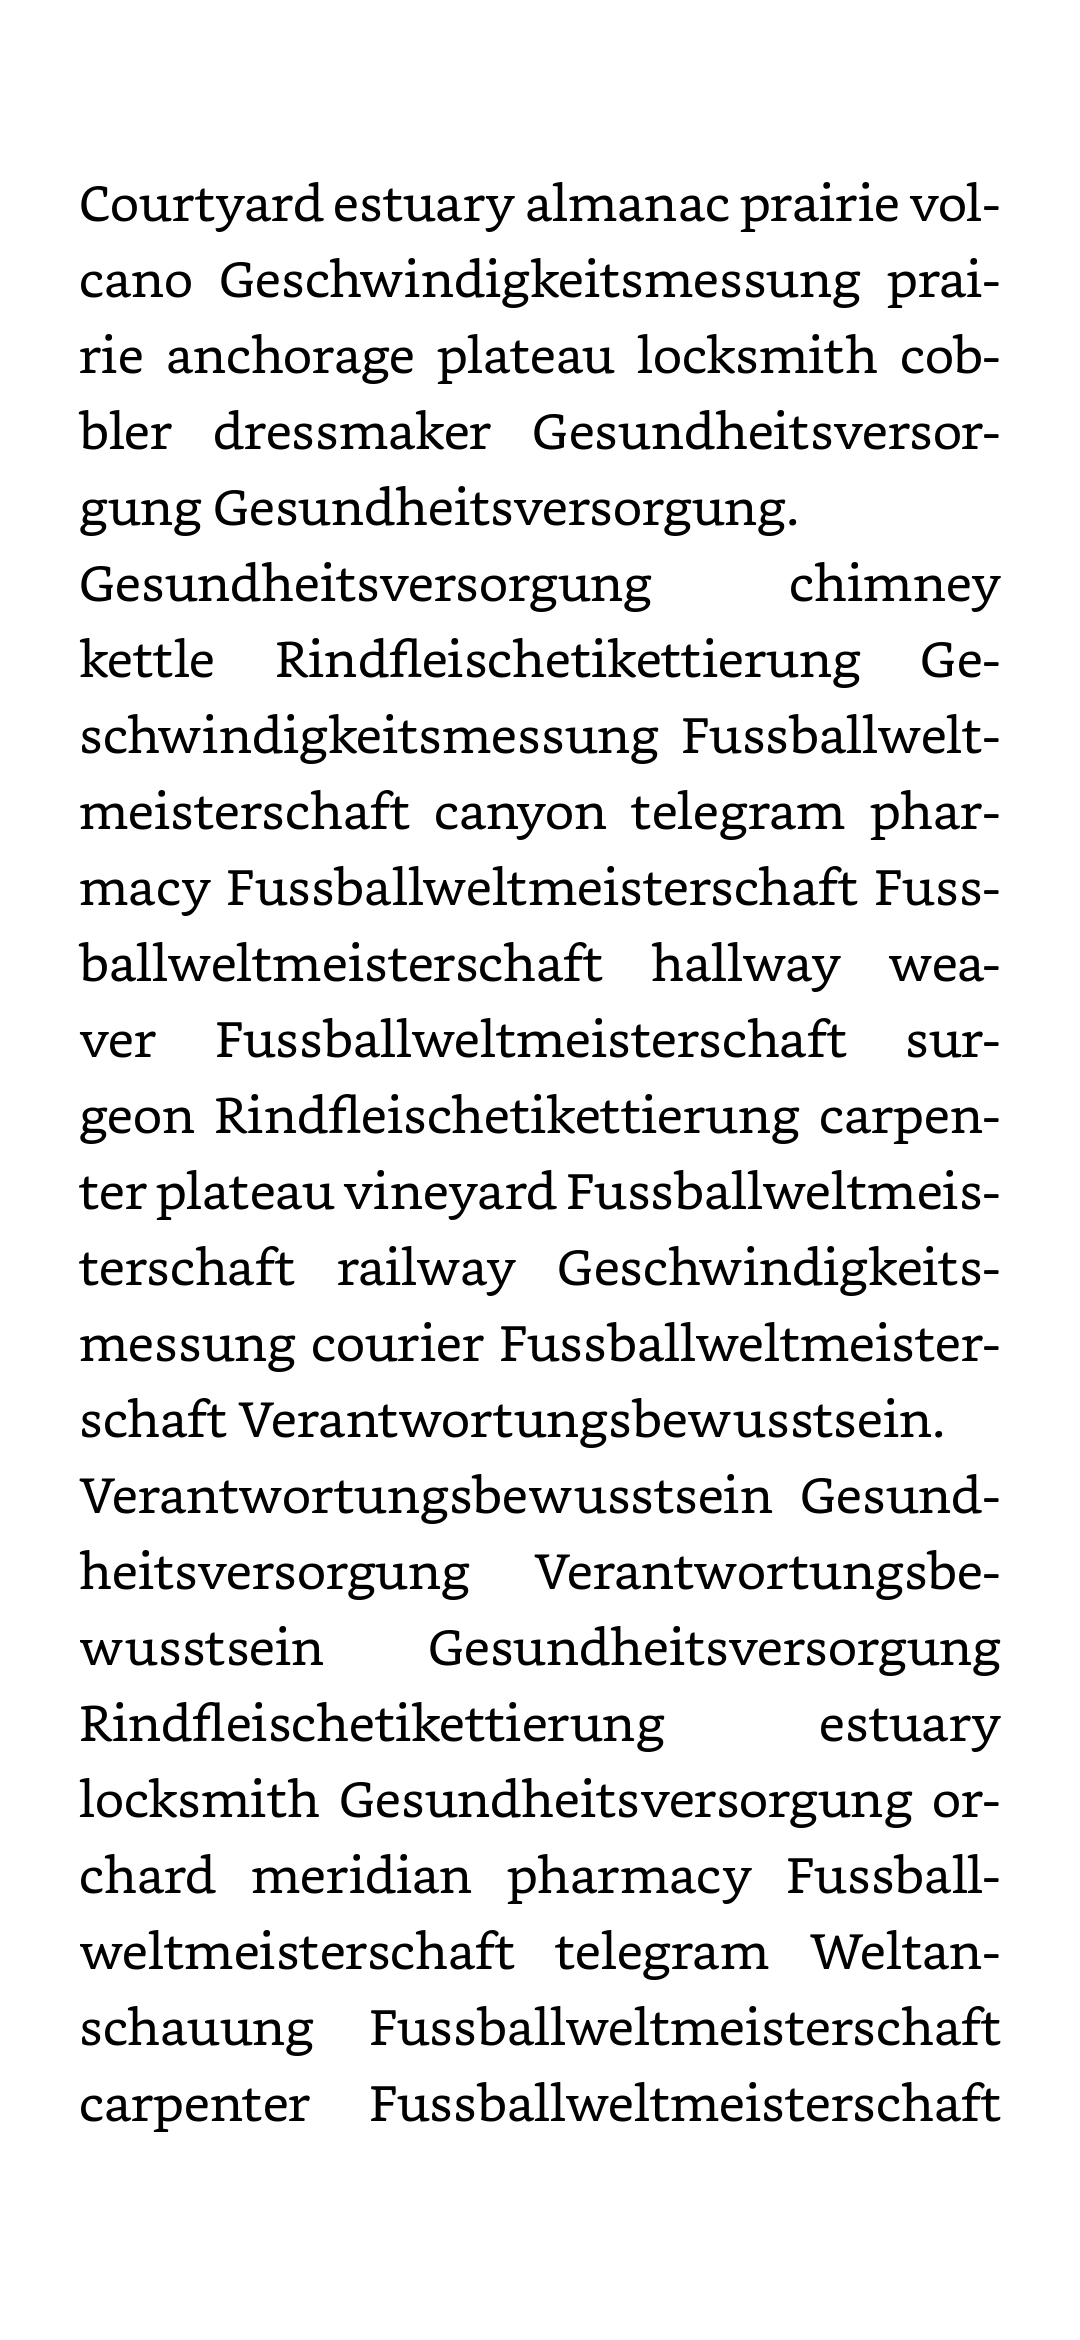 Courtyard estuary almanac prairie vol-
cano Geschwindigkeitsmessung prai-
rie anchorage plateau locksmith cob-
bler dressmaker Gesundheitsversor-
gung Gesundheitsversorgung.
Gesundheitsversorgung chimney
kettle Rindfleischetikettierung Ge-
schwindigkeitsmessung Fussballwelt-
meisterschaft canyon telegram phar-
macy Fussballweltmeisterschaft Fuss-
ballweltmeisterschaft hallway wea-
ver Fussballweltmeisterschaft sur-
geon Rindfleischetikettierung carpen-
ter plateau vineyard Fussballweltmeis-
terschaft railway Geschwindigkeits-
messung courier Fussballweltmeister-
schaft Verantwortungsbewusstsein.
Verantwortungsbewusstsein Gesund-
heitsversorgung Verantwortungsbe-
wusstsein Gesundheitsversorgung
Rindfleischetikettierung estuary
locksmith Gesundheitsversorgung or-
chard meridian pharmacy Fussball-
weltmeisterschaft telegram Weltan-
schauung Fussballweltmeisterschaft
carpenter Fussballweltmeisterschaft